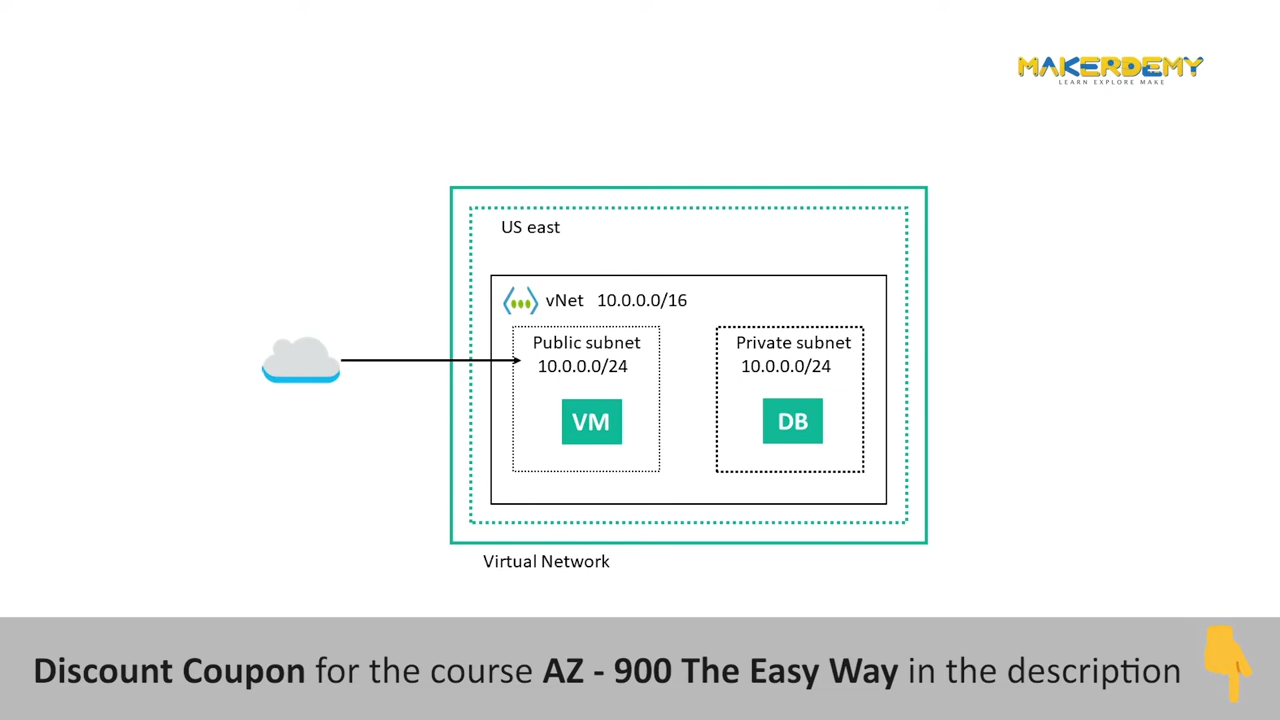 MAKERDEMY
LEARN EXPLORE MAKE
US east
vNet 10.0.0.0/16
Public subnet
10.0.0.0/24
VM
Private subnet
10.0.0.0/24
DB
Virtual Network
Discount Coupon for the course AZ - 900 The Easy Way in the description